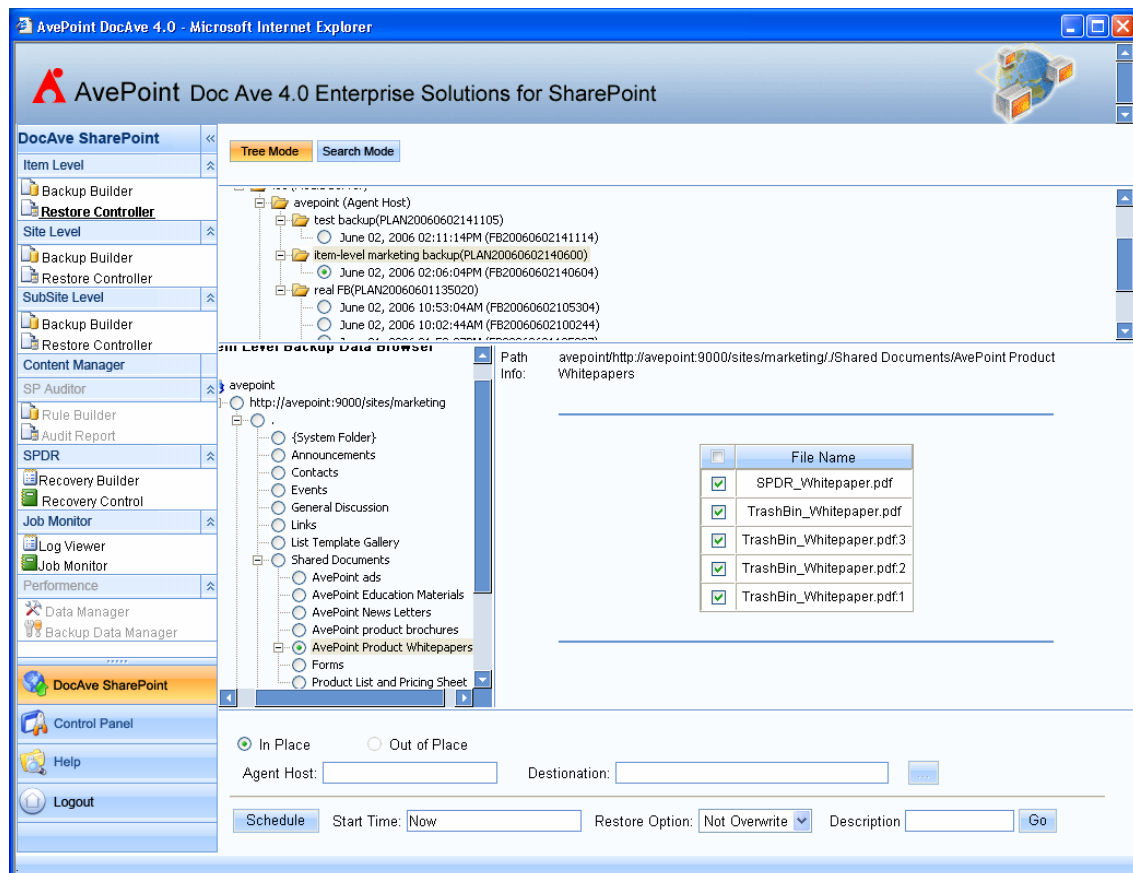 AvePoint DocAve 4.0 - Microsoft Internet Explorer
AvePoint Doc Ave 4.0 Enterprise Solutions for SharePoint
DocAve SharePoint
Item Level
Backup Builder
Restore Controller
Site Level
Backup Builder
Restore Controller
SubSite Level
Backup Builder
Restore Controller
Content Manager
SP Auditor
Rule Builder
Audit Report
SPDR
Recovery Builder
Recovery Control
Job Monitor
Log Viewer
Job Monitor
Performence
Data Manager
Backup Data Manager
DocAve SharePoint
Control Panel
Help
Logout
Tree Mode Search Mode
avepoint (Agent Host)
test backup(PLAN20060602141105)
June 02, 2006 02:11:14PM (FB20060602141114)
item-level marketing backup(PLAN20060602140600)
June 02, 2006 02:06:04PM (FB20060602140604)
real FB(PLAN20060601135020)
June 02, 2006 10:53:04AM (FB20060602105304)
June 02, 2006 10:02:44AM (FB20060602100244)
Level Backup Data Browser
avepoint
http://avepoint:9000/sites/marketing
.
{System Folder}
Announcements
Contacts
Events
General Discussion
Links
List Template Gallery
Shared Documents
AvePoint ads
AvePoint Education Materials
AvePoint News Letters
AvePoint product brochures
AvePoint Product Whitepapers
Forms
Product List and Pricing Sheet
Path avepoint/http://avepoint:9000/sites/marketing/./Shared Documents/AvePoint Product
Info: Whitepapers
File Name
SPDR_Whitepaper.pdf
TrashBin_Whitepaper.pdf
TrashBin_Whitepaper.pdf:3
TrashBin_Whitepaper.pdf:2
TrashBin_Whitepaper.pdf:1
In Place Out of Place
Agent Host: Destionation: ...
Schedule Start Time: Now Restore Option: Not Overwrite Description Go